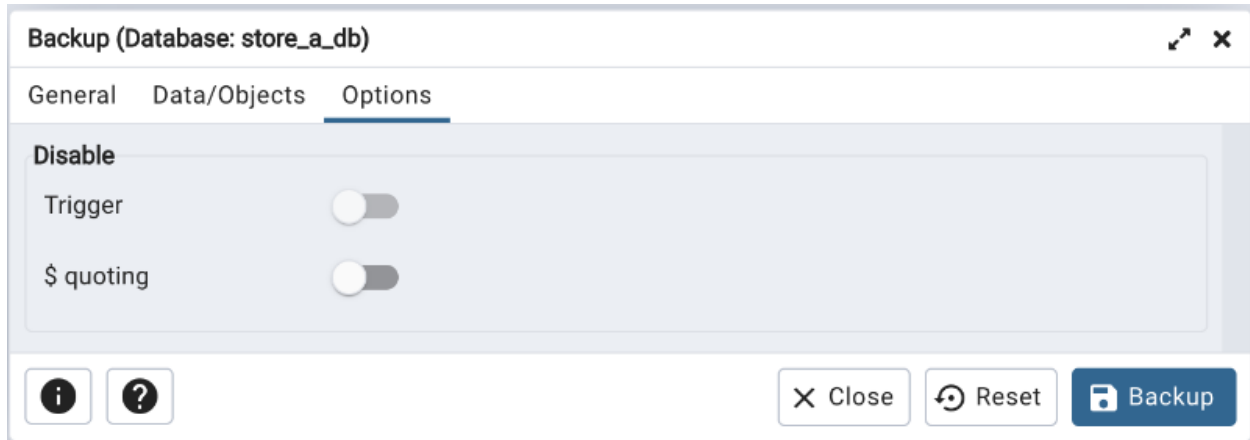 Backup (Database: store_a_db)
General Data/Objects Options
Disable
Trigger
$ quoting
Close Reset Backup